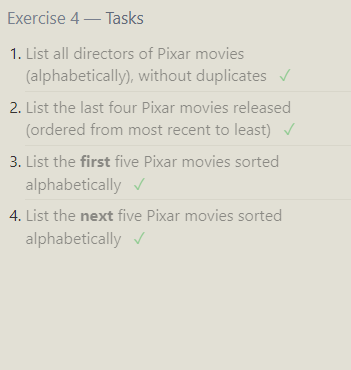 Exercise 4 — Tasks
1. List all directors of Pixar movies
(alphabetically), without duplicates ✓
2. List the last four Pixar movies released
(ordered from most recent to least) ✓
3. List the first five Pixar movies sorted
alphabetically ✓
4. List the next five Pixar movies sorted
alphabetically ✓